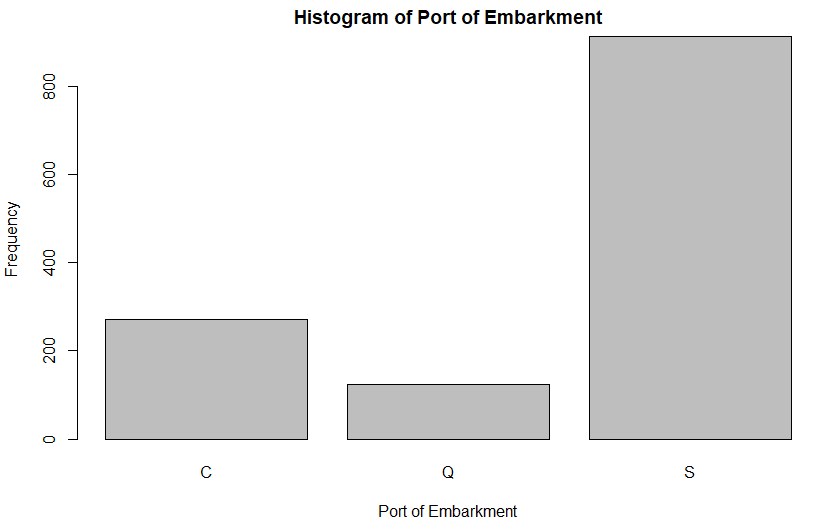 Histogram of Port of Embarkment
Frequency
800
600
400
200
0
C Q S
Port of Embarkment